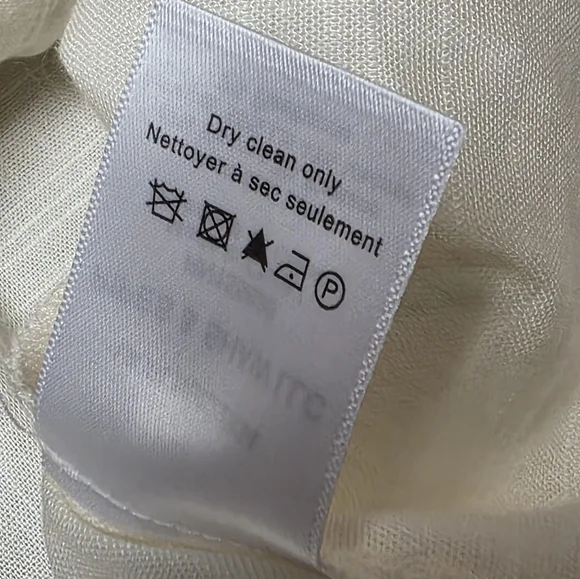 Dry clean only
Nettoyer à sec seulement
P